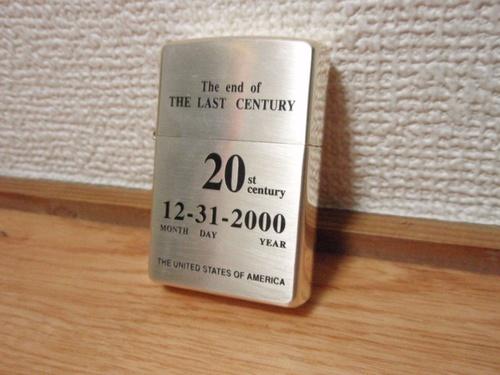 The end of
THE LAST CENTURY
20st
century
12-31-2000
MONTH DAY YEAR
THE UNITED STATES OF AMERICA